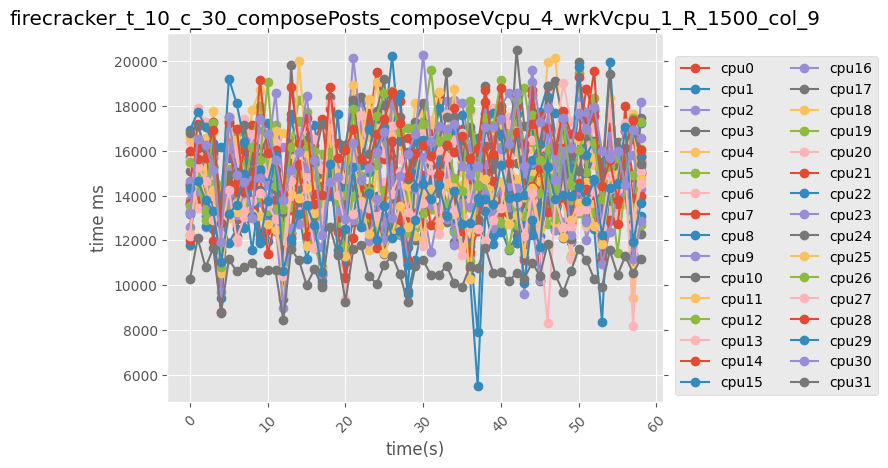 firecracker_t_10_c_30_composePosts_composeVcpu_4_wrkVcpu_1_R_1500_col_9
20000
18000
16000
14000
12000
10000
8000
6000
time ms
0
10
20
30
40
50
60
time(s)
cpu0
cpu1
cpu2
cpu3
cpu4
cpu5
cpu6
cpu7
cpu8
cpu9
cpu10
cpu11
cpu12
cpu13
cpu14
cpu15
cpu16
cpu17
cpu18
cpu19
cpu20
cpu21
cpu22
cpu23
cpu24
cpu25
cpu26
cpu27
cpu28
cpu29
cpu30
cpu31